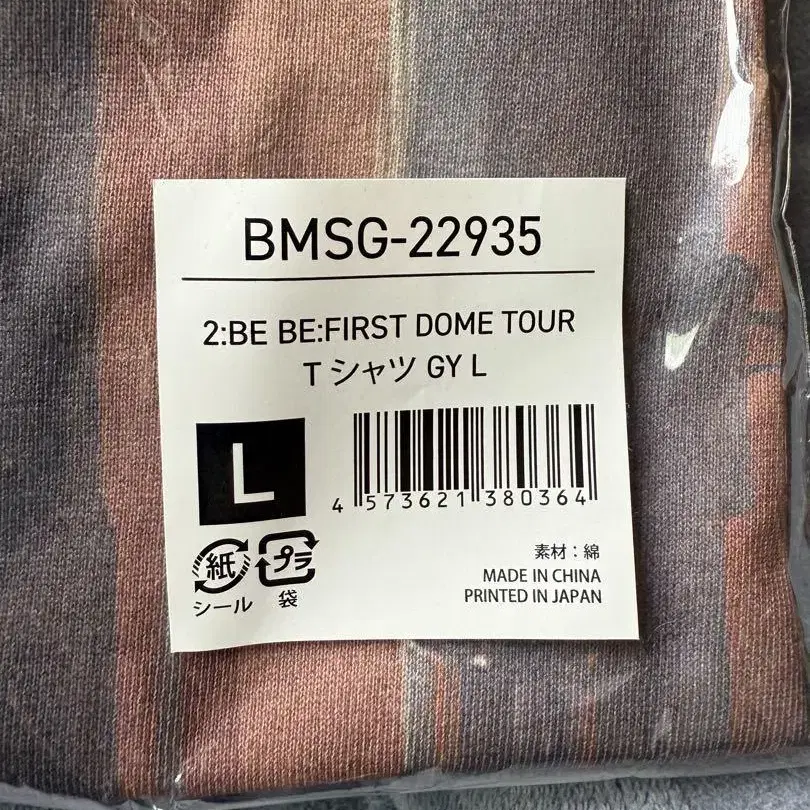 BMSG-22935
2:BE BE:FIRST DOME TOUR
T シャツ GY L
L
4 573621 380364
紙 プラ
シール 袋
素材：綿
MADE IN CHINA
PRINTED IN JAPAN